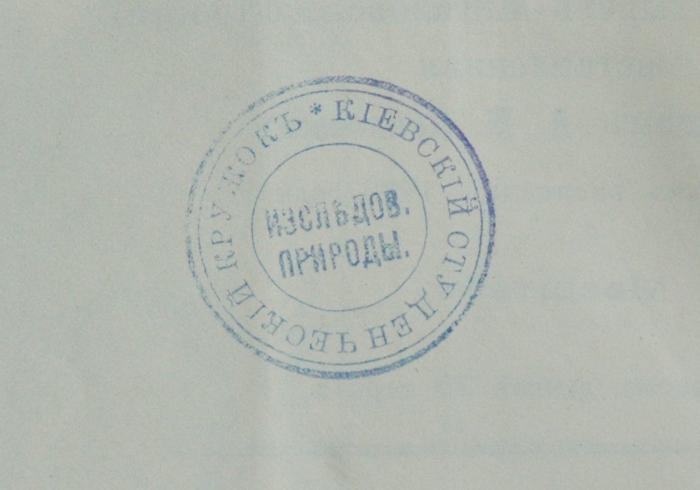 КІЕВСКІЙ СТУДЕНЧЕСКІЙ КРУЖОКЪ *
ИЗСЛѢДОВ.
ПРИРОДЫ.